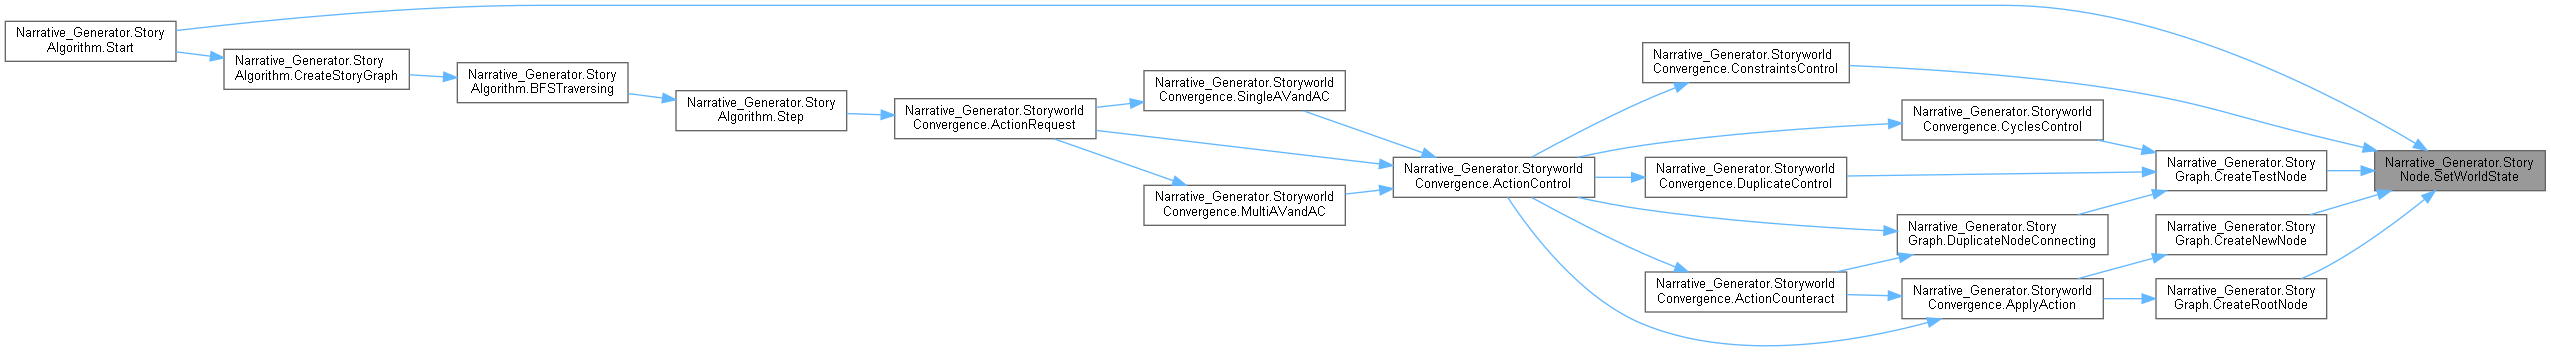 Narrative_Generator.Story
Algorithm.Start
Narrative_Generator.Story
Algorithm.CreateStoryGraph
Narrative_Generator.Story
Algorithm.BFSTraversing
Narrative_Generator.Story
Algorithm.Step
Narrative_Generator.Storyworld
Convergence.ActionRequest
Narrative_Generator.Storyworld
Convergence.SingleAVandAC
Narrative_Generator.Storyworld
Convergence.MultiAVandAC
Narrative_Generator.Storyworld
Convergence.ActionControl
Narrative_Generator.Storyworld
Convergence.ConstraintsControl
Narrative_Generator.Storyworld
Convergence.CyclesControl
Narrative_Generator.Storyworld
Convergence.DuplicateControl
Narrative_Generator.Story
Graph.DuplicateNodeConnecting
Narrative_Generator.Storyworld
Convergence.ActionCounteract
Narrative_Generator.Storyworld
Convergence.ApplyAction
Narrative_Generator.Story
Graph.CreateTestNode
Narrative_Generator.Story
Graph.CreateNewNode
Narrative_Generator.Story
Graph.CreateRootNode
Narrative_Generator.Story
Node.SetWorldState